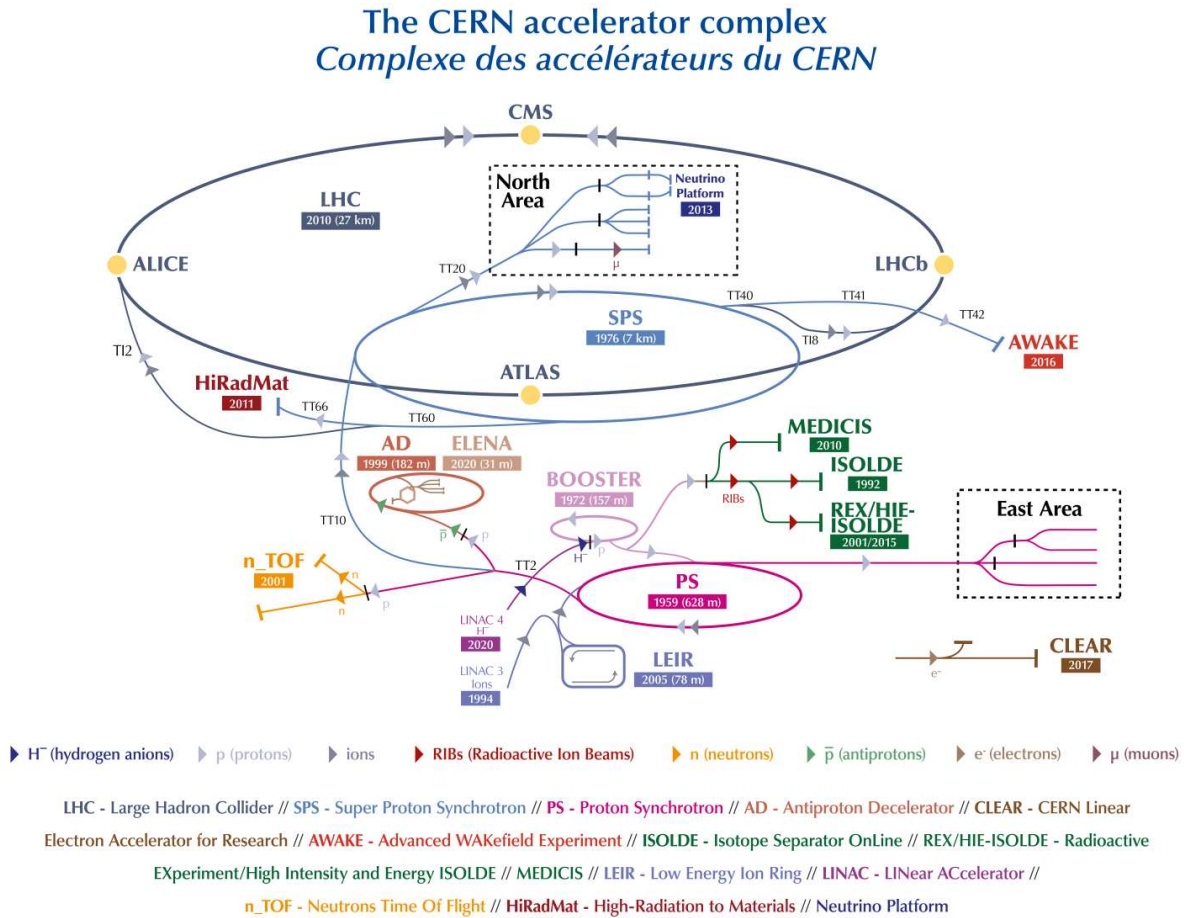 The CERN accelerator complex
Complexe des accélérateurs du CERN
CMS
North
Area
Neutrino
Platform
2013
LHC
2010 (27 km)
µ
ALICE
LHCb
TT20
TT40
TT41
TT42
SPS
1976 (7 km)
TI8
AWAKE
2016
TI2
ATLAS
HiRadMat
2011
TT66
TT60
MEDICIS
2010
AD
1999 (182 m)
ELENA
2020 (31 m)
BOOSTER
1972 (157 m)
ISOLDE
1992
RIBs
REX/HIE-
ISOLDE
2001/2015
East Area
TT10
p̅
p
p
H⁻
TT2
n_TOF
2001
n
n
p
PS
1959 (628 m)
LINAC 4
H⁻
2020
LINAC 3
Ions
1994
LEIR
2005 (78 m)
CLEAR
2017
e⁻
H⁻ (hydrogen anions)
p (protons)
ions
RIBs (Radioactive Ion Beams)
n (neutrons)
p̅ (antiprotons)
e⁻ (electrons)
µ (muons)
LHC - Large Hadron Collider // SPS - Super Proton Synchrotron // PS - Proton Synchrotron // AD - Antiproton Decelerator // CLEAR - CERN Linear
Electron Accelerator for Research // AWAKE - Advanced WAKefield Experiment // ISOLDE - Isotope Separator OnLine // REX/HIE-ISOLDE - Radioactive
EXperiment/High Intensity and Energy ISOLDE // MEDICIS // LEIR - Low Energy Ion Ring // LINAC - LINear ACcelerator //
n_TOF - Neutrons Time Of Flight // HiRadMat - High-Radiation to Materials // Neutrino Platform